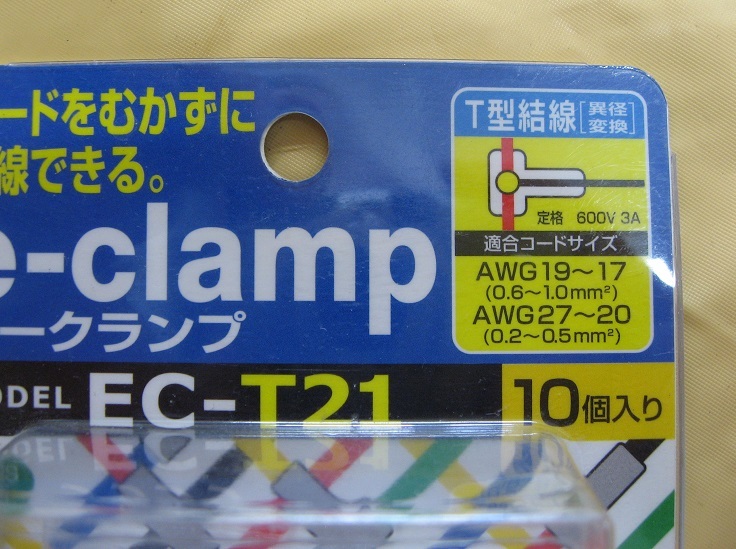 ードをむかずに
線できる。
e-clamp
ークランプ
T型結線[異径変換]
定格 600V 3A
適合コードサイズ
AWG19～17
(0.6～1.0mm²)
AWG27～20
(0.2～0.5mm²)
ODEL EC-T21
10個入り